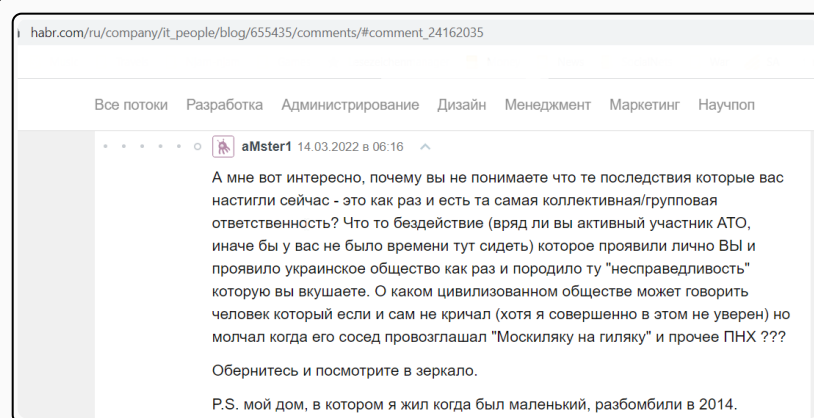 habr.com/ru/company/it_people/blog/655435/comments/#comment_24162035
Все потоки Разработка Администрирование Дизайн Менеджмент Маркетинг Научпоп
aMster1 14.03.2022 в 06:16
А мне вот интересно, почему вы не понимаете что те последствия которые вас
настигли сейчас - это как раз и есть та самая коллективная/групповая
ответственность? Что то бездействие (вряд ли вы активный участник АТО,
иначе бы у вас не было времени тут сидеть) которое проявили лично ВЫ и
проявило украинское общество как раз и породило ту "несправедливость"
которую вы вкушаете. О каком цивилизованном обществе может говорить
человек который если и сам не кричал (хотя я совершенно в этом не уверен) но
молчал когда его сосед провозглашал "Москиляку на гиляку" и прочее ПНХ ???
Обернитесь и посмотрите в зеркало.
P.S. мой дом, в котором я жил когда был маленький, разбомбили в 2014.